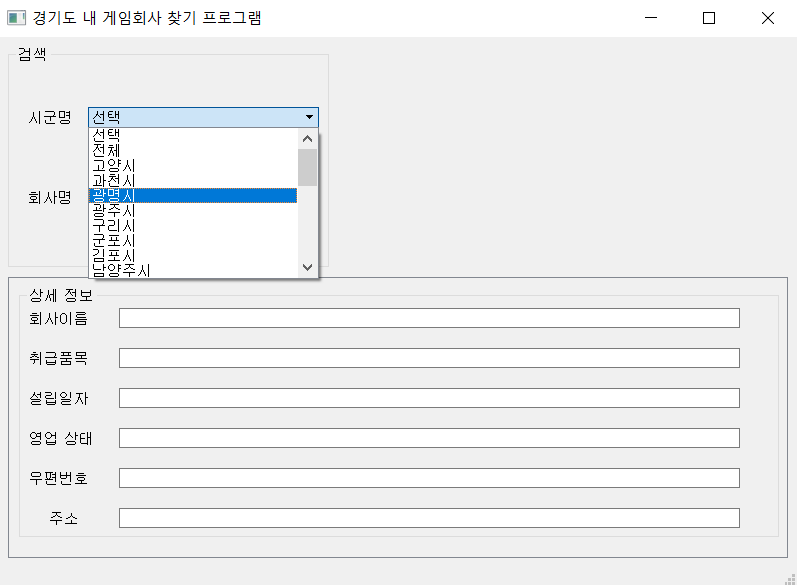 경기도 내 게임회사 찾기 프로그램
검색
시군명
선택
선택
전체
고양시
과천시
광명시
회사명
광주시
구리시
군포시
김포시
남양주시
상세 정보
회사이름
취급품목
설립일자
영업 상태
우편번호
주소